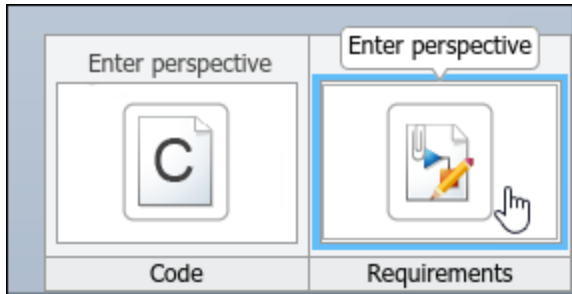 Enter perspective
Enter perspective
C
Code
Requirements